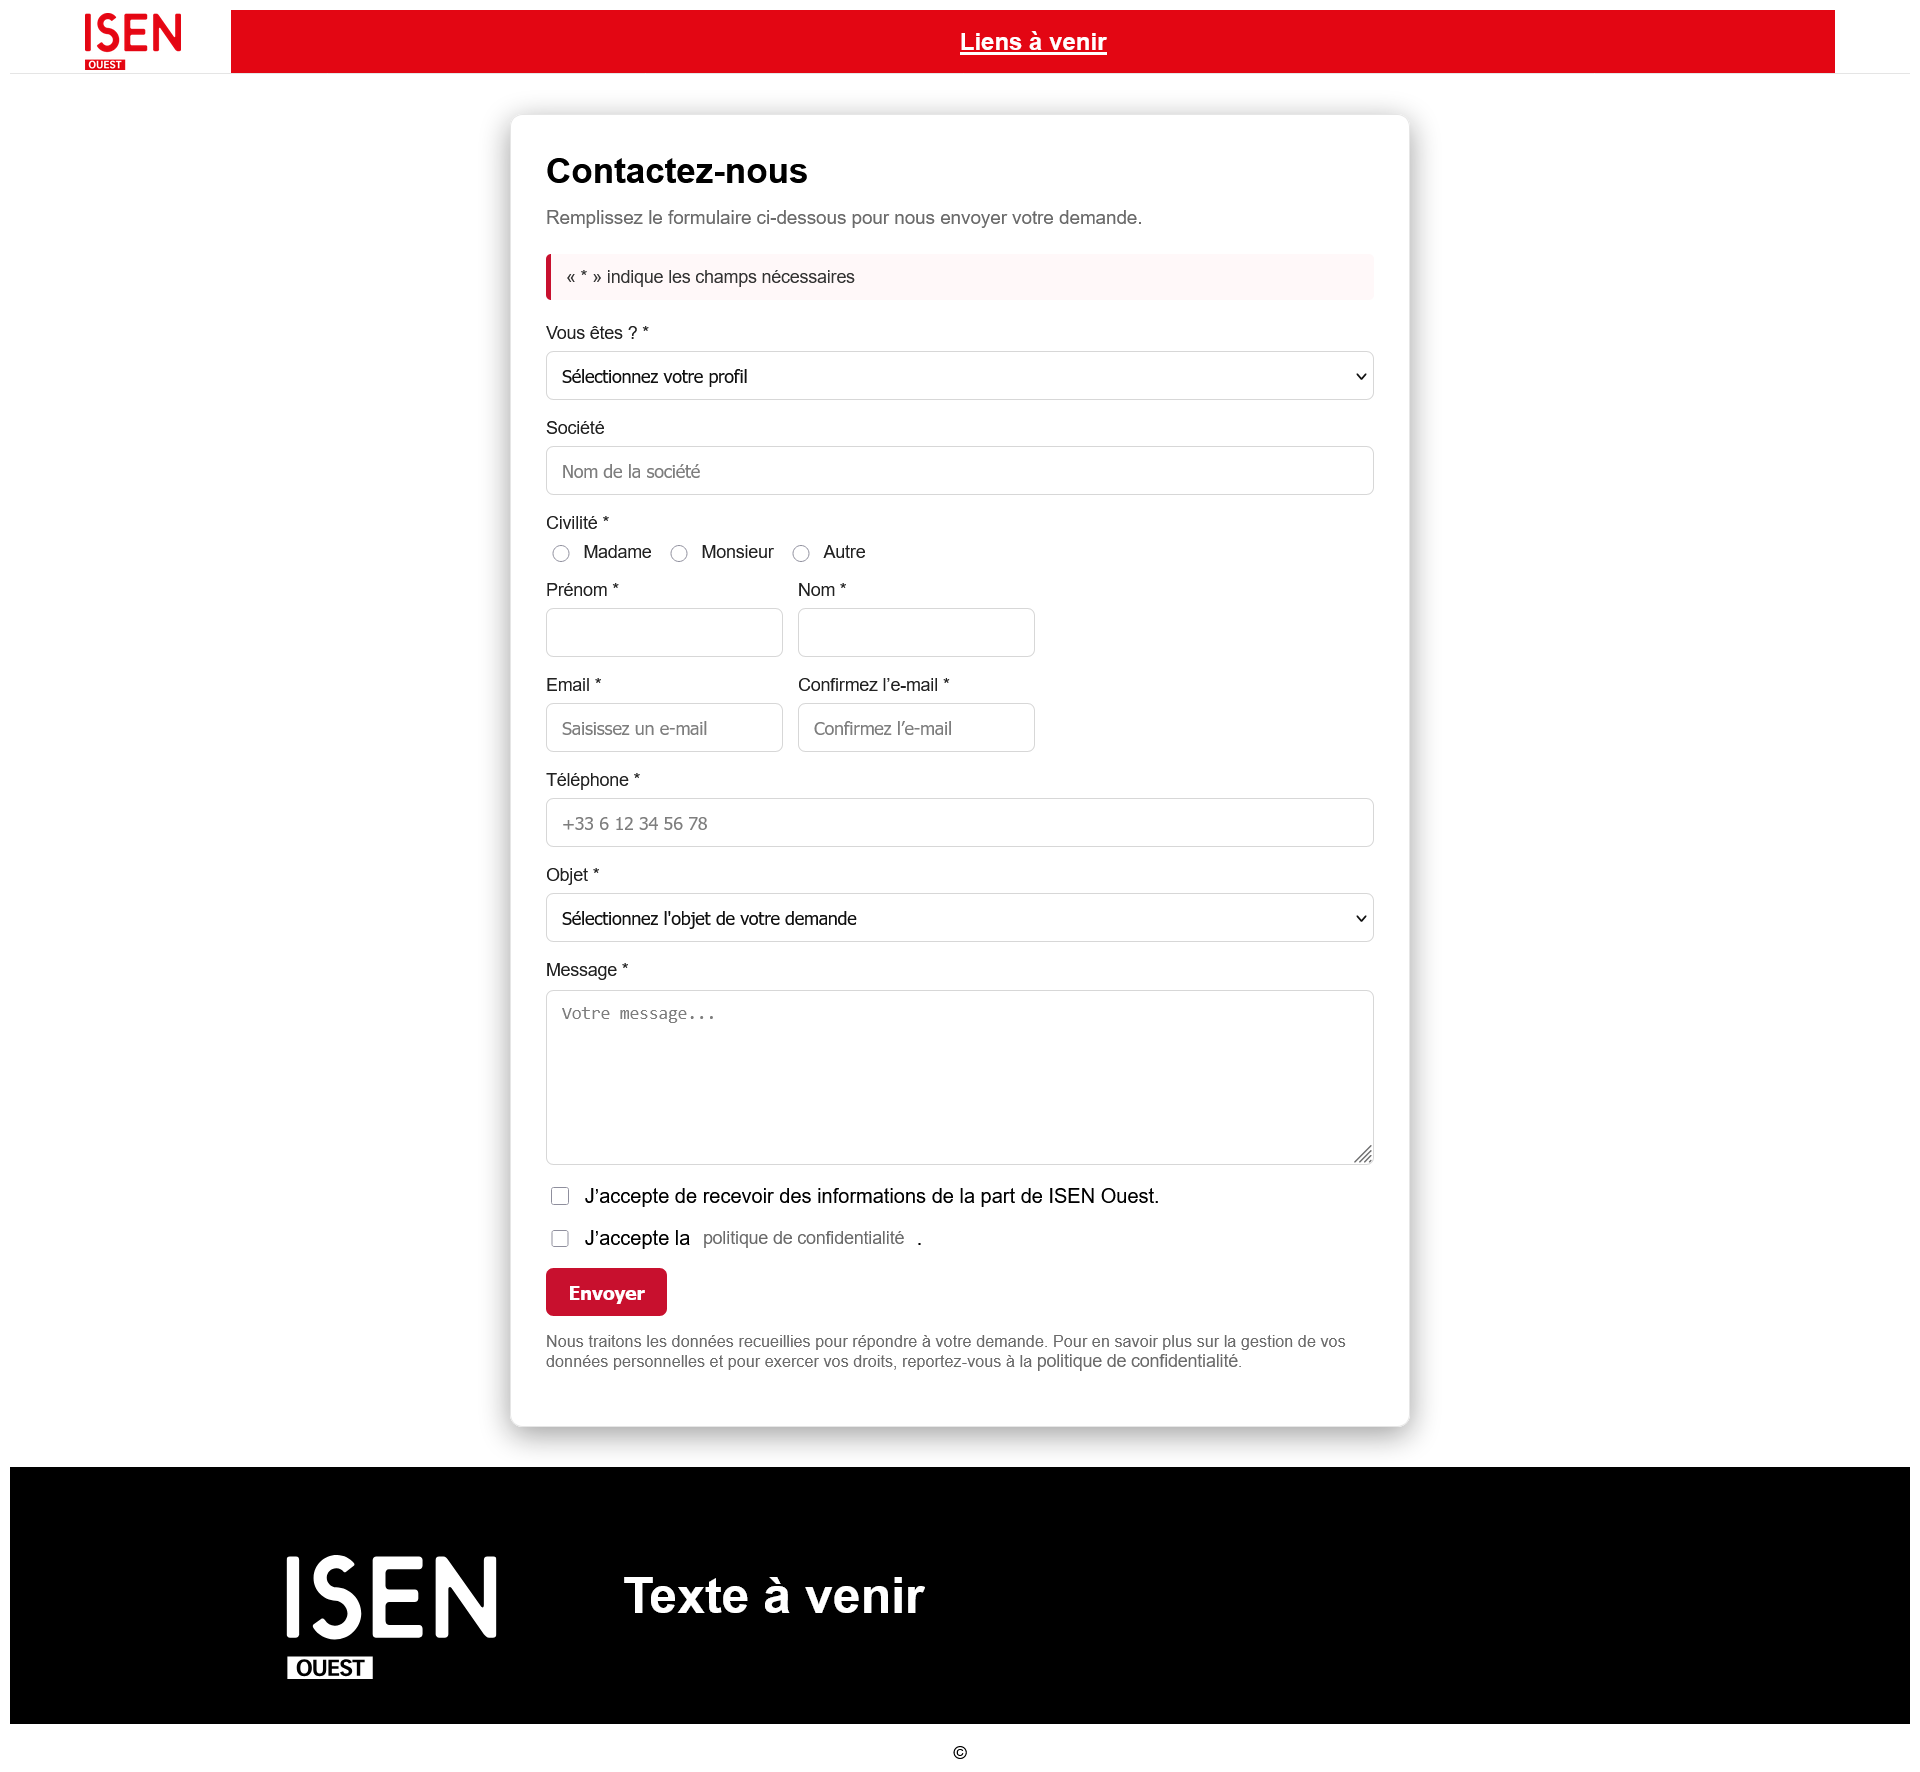 ISEN
OUEST
Liens à venir
Contactez-nous
Remplissez le formulaire ci-dessous pour nous envoyer votre demande.
« * » indique les champs nécessaires
Vous êtes ? *
Sélectionnez votre profil
Société
Nom de la société
Civilité *
Madame Monsieur Autre
Prénom * Nom *
Email * Confirmez l’e-mail *
Saisissez un e-mail Confirmez l’e-mail
Téléphone *
+33 6 12 34 56 78
Objet *
Sélectionnez l'objet de votre demande
Message *
Votre message...
J’accepte de recevoir des informations de la part de ISEN Ouest.
J’accepte la politique de confidentialité .
Envoyer
Nous traitons les données recueillies pour répondre à votre demande. Pour en savoir plus sur la gestion de vos
données personnelles et pour exercer vos droits, reportez-vous à la politique de confidentialité.
ISEN
OUEST
Texte à venir
©